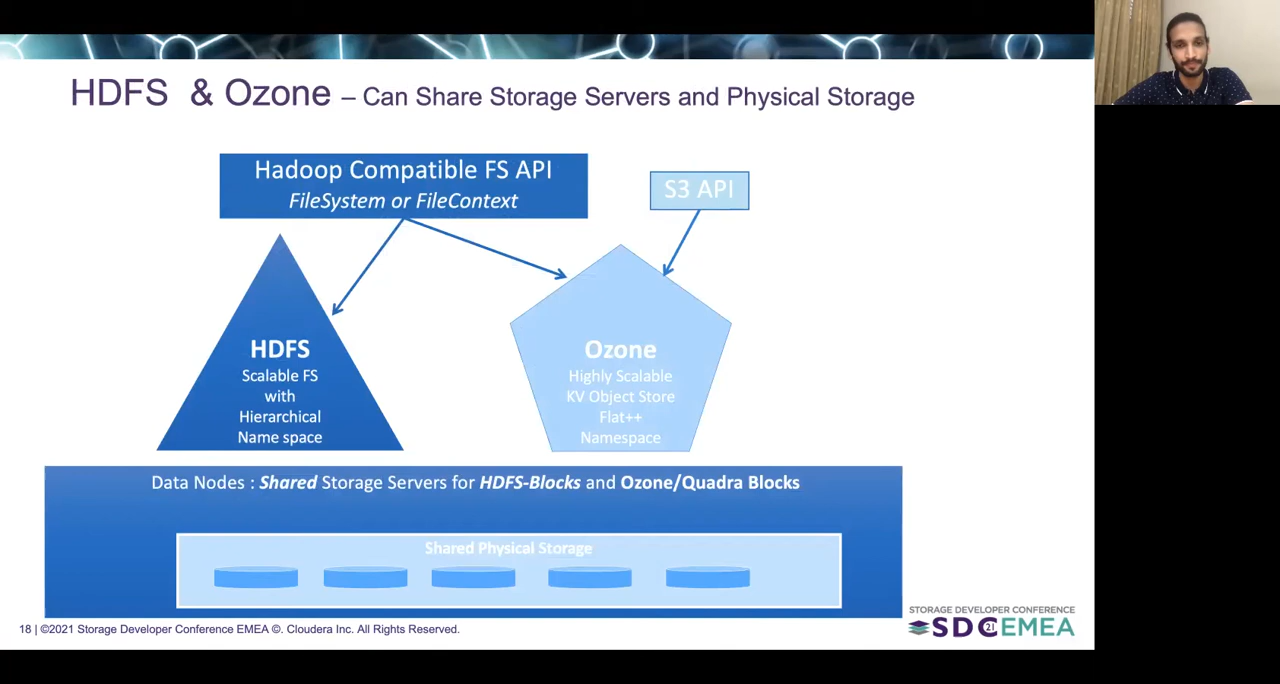 HDFS & Ozone – Can Share Storage Servers and Physical Storage
Hadoop Compatible FS API
FileSystem or FileContext
S3 API
HDFS
Scalable FS
with
Hierarchical
Name space
Ozone
Highly Scalable
KV Object Store
Flat++
Namespace
Data Nodes : Shared Storage Servers for HDFS-Blocks and Ozone/Quadra Blocks
Shared Physical Storage
18 | ©2021 Storage Developer Conference EMEA ©. Cloudera Inc. All Rights Reserved.
STORAGE DEVELOPER CONFERENCE
SDC21EMEA